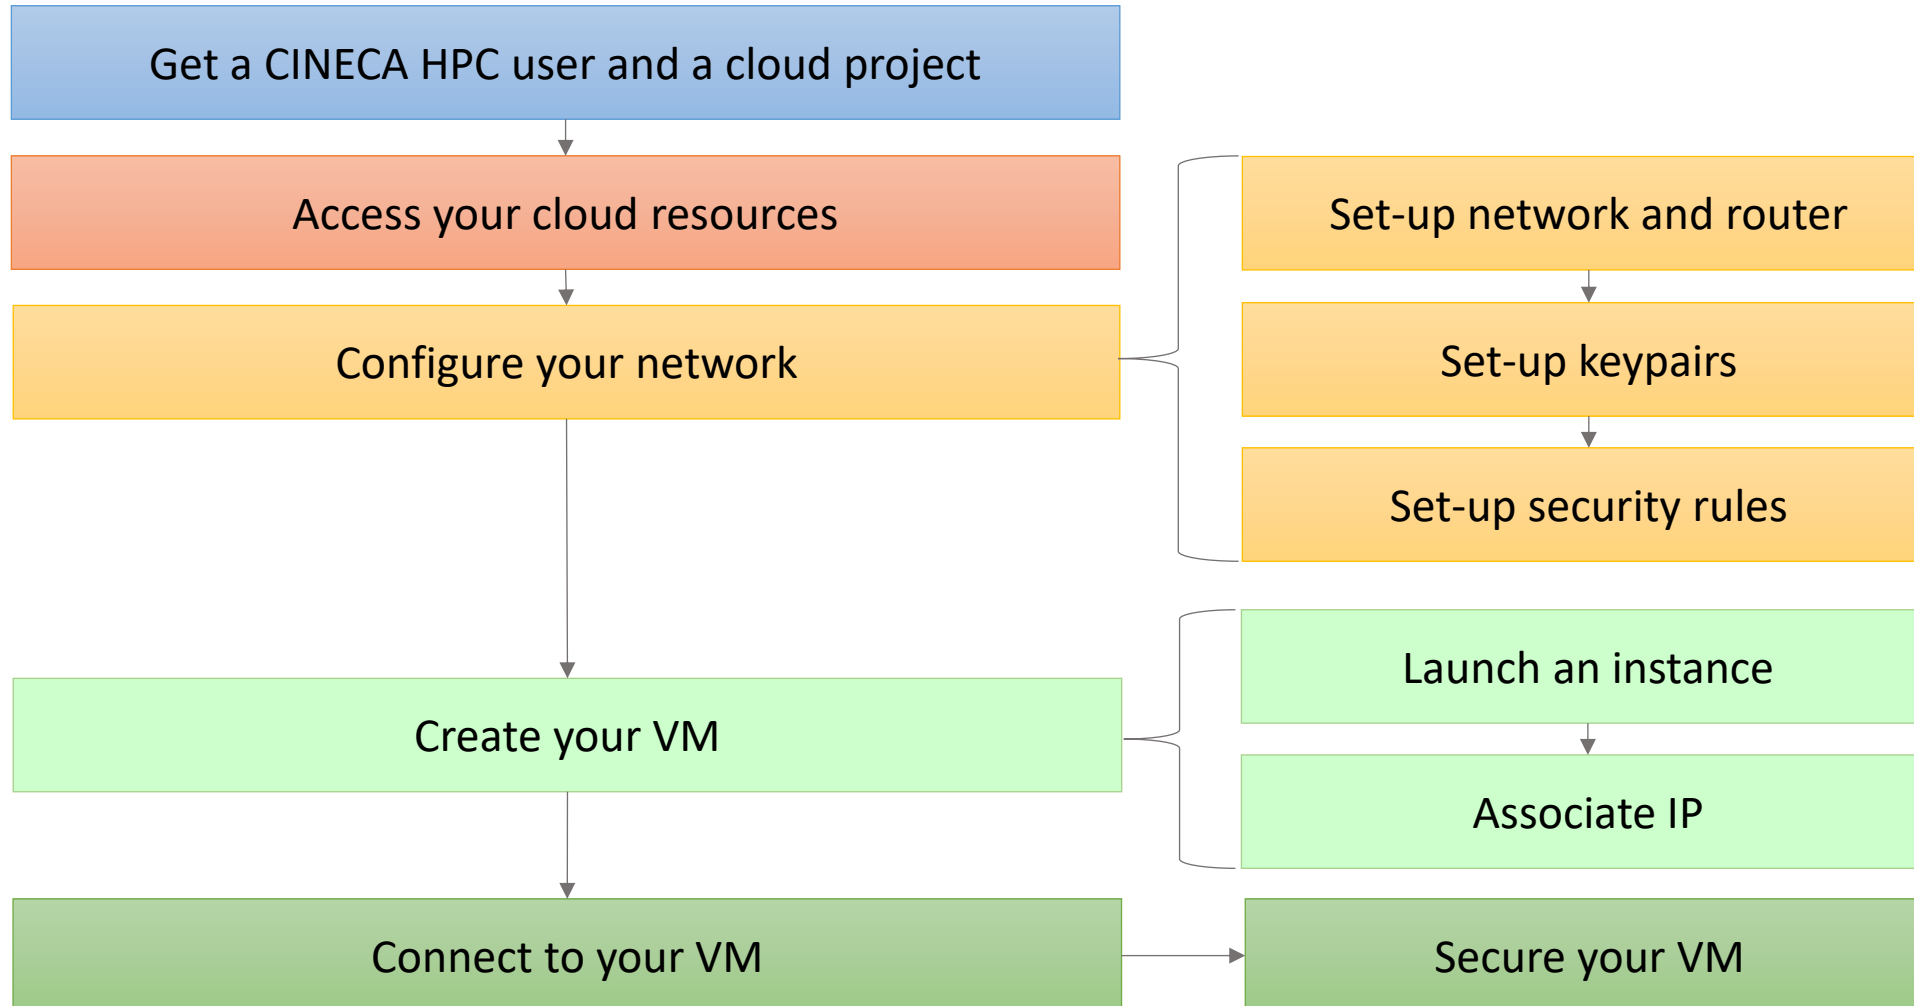 Get a CINECA HPC user and a cloud project
Access your cloud resources
Configure your network
Set-up network and router
Set-up keypairs
Set-up security rules
Create your VM
Launch an instance
Associate IP
Connect to your VM
Secure your VM